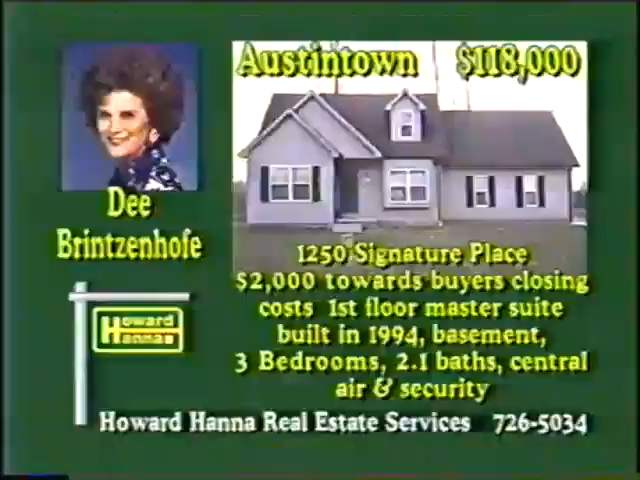 Austintown $118,000
Dee
Brintzenhofe
1250 Signature Place
$2,000 towards buyers closing
costs 1st floor master suite
built in 1994, basement,
3 Bedrooms, 2.1 baths, central
air & security
Howard
Hanna
Howard Hanna Real Estate Services 726-5034